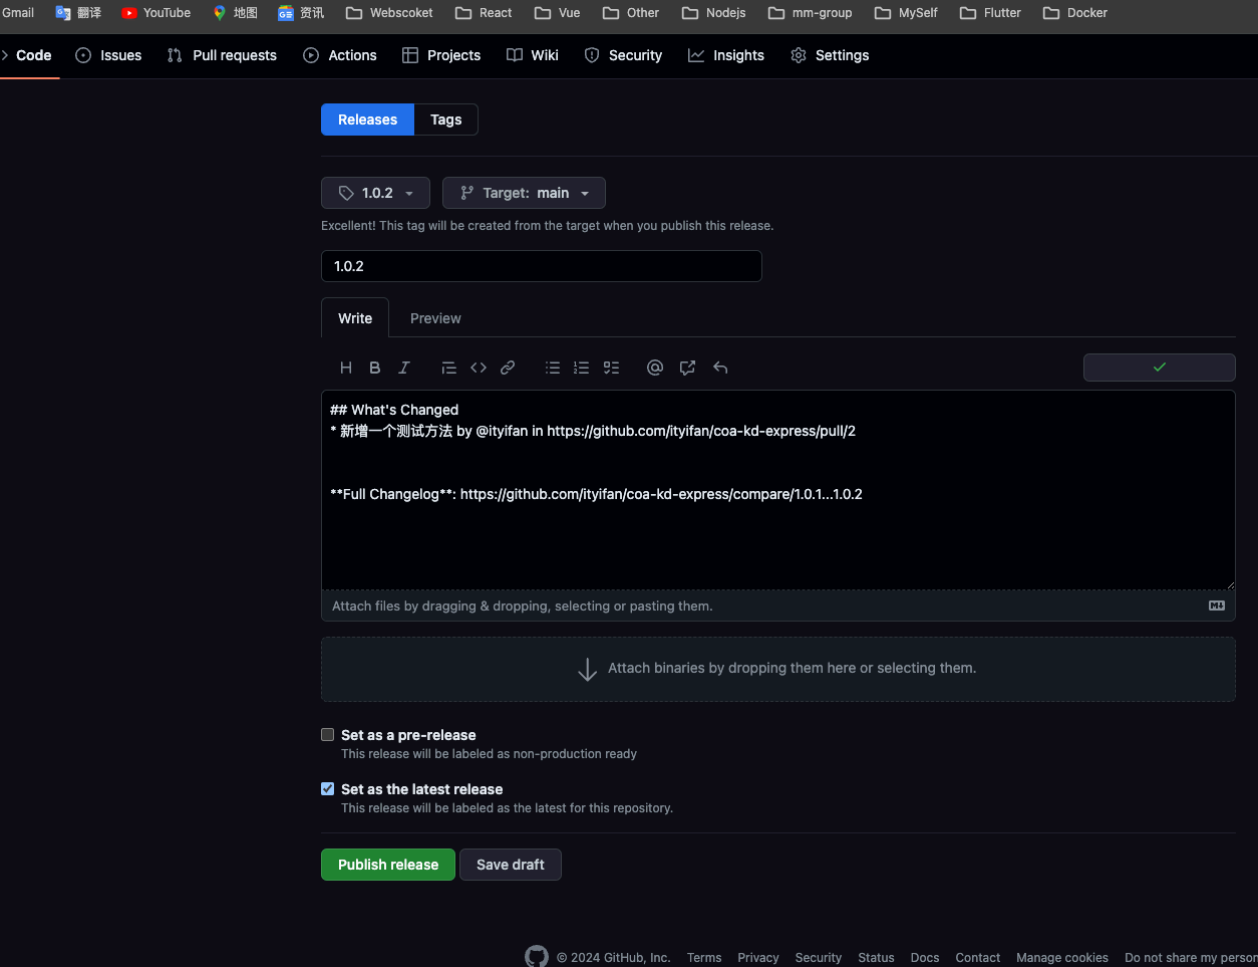 Gmail 翻译 YouTube 地图 资讯 Webscoket React Vue Other Nodejs mm-group MySelf Flutter Docker
Code Issues Pull requests Actions Projects Wiki Security Insights Settings
Releases Tags
1.0.2 Target: main
Excellent! This tag will be created from the target when you publish this release.
1.0.2
Write Preview
## What's Changed
* 新增一个测试方法 by @ityifan in https://github.com/ityifan/coa-kd-express/pull/2
**Full Changelog**: https://github.com/ityifan/coa-kd-express/compare/1.0.1...1.0.2
Attach files by dragging & dropping, selecting or pasting them.
Attach binaries by dropping them here or selecting them.
Set as a pre-release
This release will be labeled as non-production ready
Set as the latest release
This release will be labeled as the latest for this repository.
Publish release Save draft
© 2024 GitHub, Inc. Terms Privacy Security Status Docs Contact Manage cookies Do not share my person